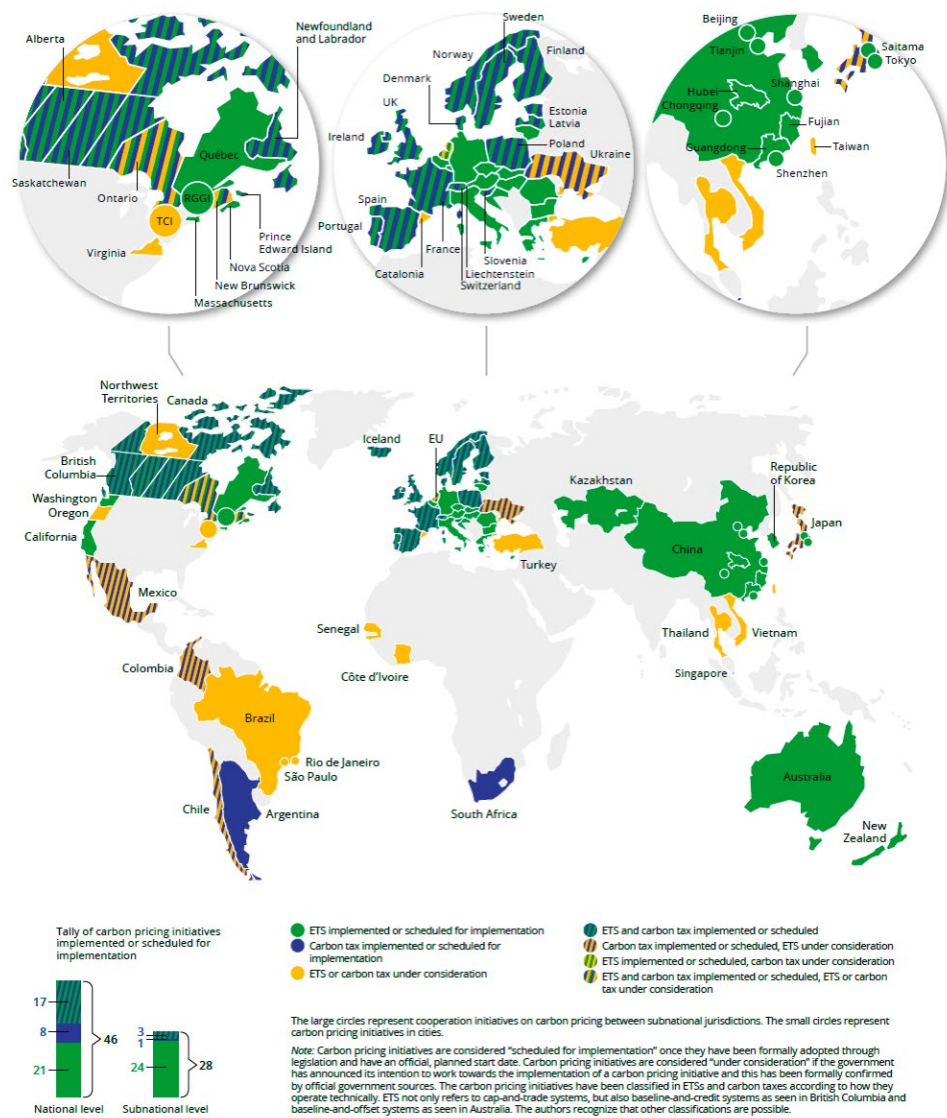 Alberta
Newfoundland
and Labrador
Québec
Saskatchewan
Ontario
RGGI
TCI
Virginia
Prince
Edward Island
Nova Scotia
New Brunswick
Massachusetts
Sweden
Norway
Finland
Denmark
UK
Estonia
Latvia
Ireland
Poland
Ukraine
Spain
Portugal
France
Catalonia
Slovenia
Liechtenstein
Switzerland
Beijing
Tianjin
Saitama
Tokyo
Shanghai
Hubei
Chongqing
Fujian
Guangdong
Taiwan
Shenzhen
Northwest
Territories
Canada
Iceland
EU
British
Columbia
Kazakhstan
Republic
of Korea
Washington
Oregon
California
Japan
China
Turkey
Mexico
Senegal
Thailand
Vietnam
Colombia
Côte d'Ivoire
Singapore
Brazil
Rio de Janeiro
São Paulo
Australia
Chile
Argentina
South Africa
New
Zealand
Tally of carbon pricing initiatives
implemented or scheduled for
implementation
17
8
21
46
3
1
24
28
National level
Subnational level
ETS implemented or scheduled for implementation
Carbon tax implemented or scheduled for
implementation
ETS or carbon tax under consideration
ETS and carbon tax implemented or scheduled
Carbon tax implemented or scheduled, ETS under consideration
ETS implemented or scheduled, carbon tax under consideration
ETS and carbon tax implemented or scheduled, ETS or carbon
tax under consideration
The large circles represent cooperation initiatives on carbon pricing between subnational jurisdictions. The small circles represent
carbon pricing initiatives in cities.
Note: Carbon pricing initiatives are considered "scheduled for implementation" once they have been formally adopted through
legislation and have an official, planned start date. Carbon pricing initiatives are considered "under consideration" if the government
has announced its intention to work towards the implementation of a carbon pricing initiative and this has been formally confirmed
by official government sources. The carbon pricing initiatives have been classified in ETSs and carbon taxes according to how they
operate technically. ETS not only refers to cap-and-trade systems, but also baseline-and-credit systems as seen in British Columbia and
baseline-and-offset systems as seen in Australia. The authors recognize that other classifications are possible.